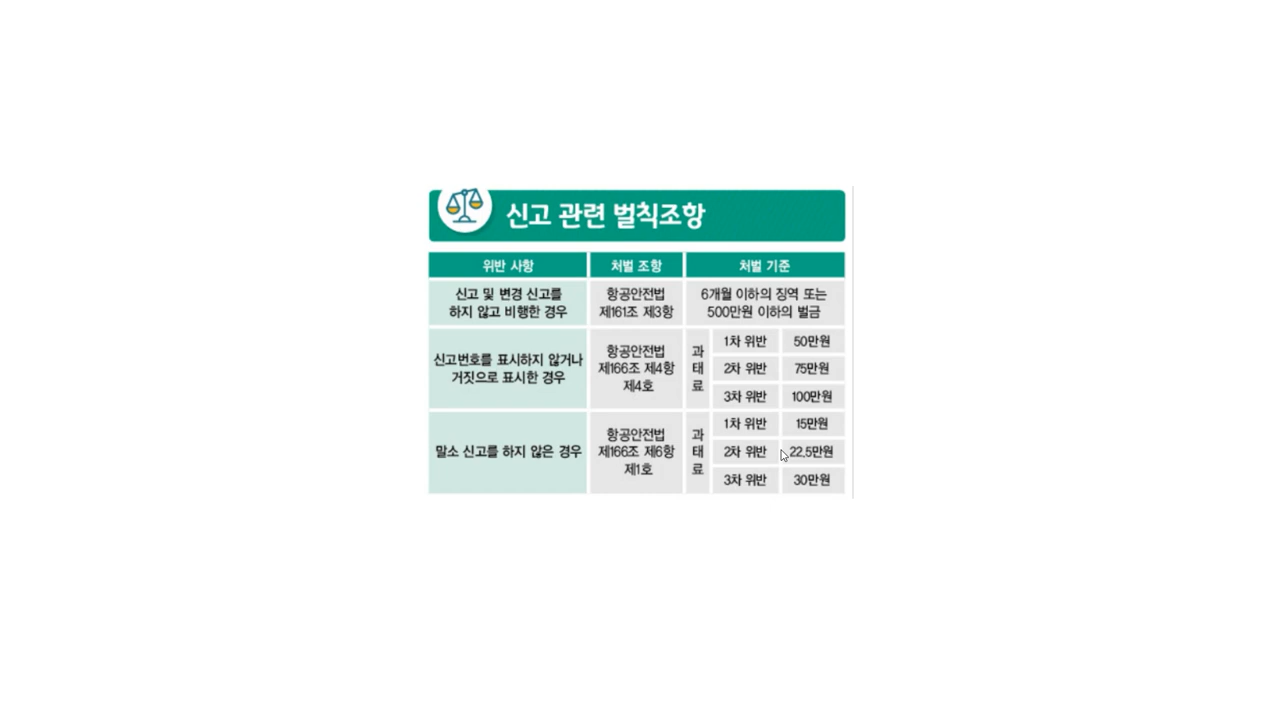 신고 관련 벌칙조항
위반 사항 처벌 조항 처벌 기준
신고 및 변경 신고를
하지 않고 비행한 경우
항공안전법
제161조 제3항
6개월 이하의 징역 또는
500만원 이하의 벌금
신고번호를 표시하지 않거나
거짓으로 표시한 경우
항공안전법
제166조 제4항
제4호
과
태
료
1차 위반 50만원
2차 위반 75만원
3차 위반 100만원
말소 신고를 하지 않은 경우
항공안전법
제166조 제6항
제1호
과
태
료
1차 위반 15만원
2차 위반 22.5만원
3차 위반 30만원